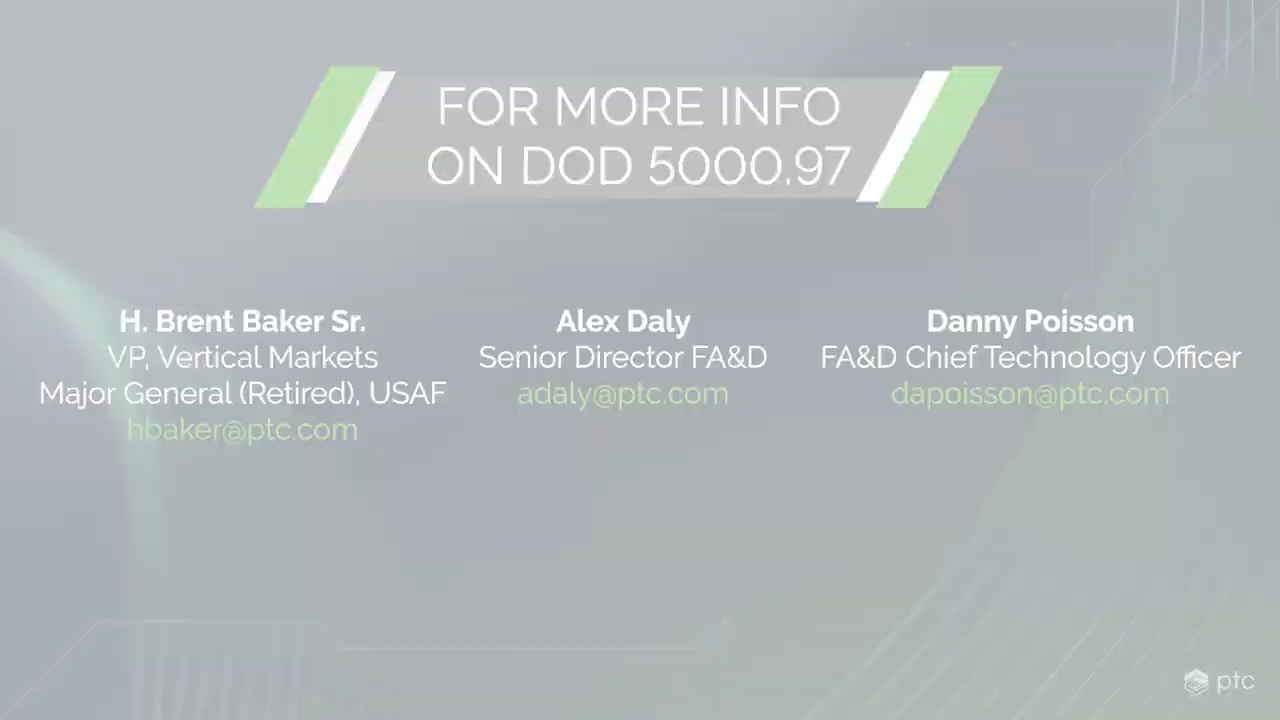 FOR MORE INFO
ON DOD 5000.97
H. Brent Baker Sr.
VP, Vertical Markets
Major General (Retired), USAF
hbaker@ptc.com
Alex Daly
Senior Director FA&D
adaly@ptc.com
Danny Poisson
FA&D Chief Technology Officer
dapoisson@ptc.com
ptc